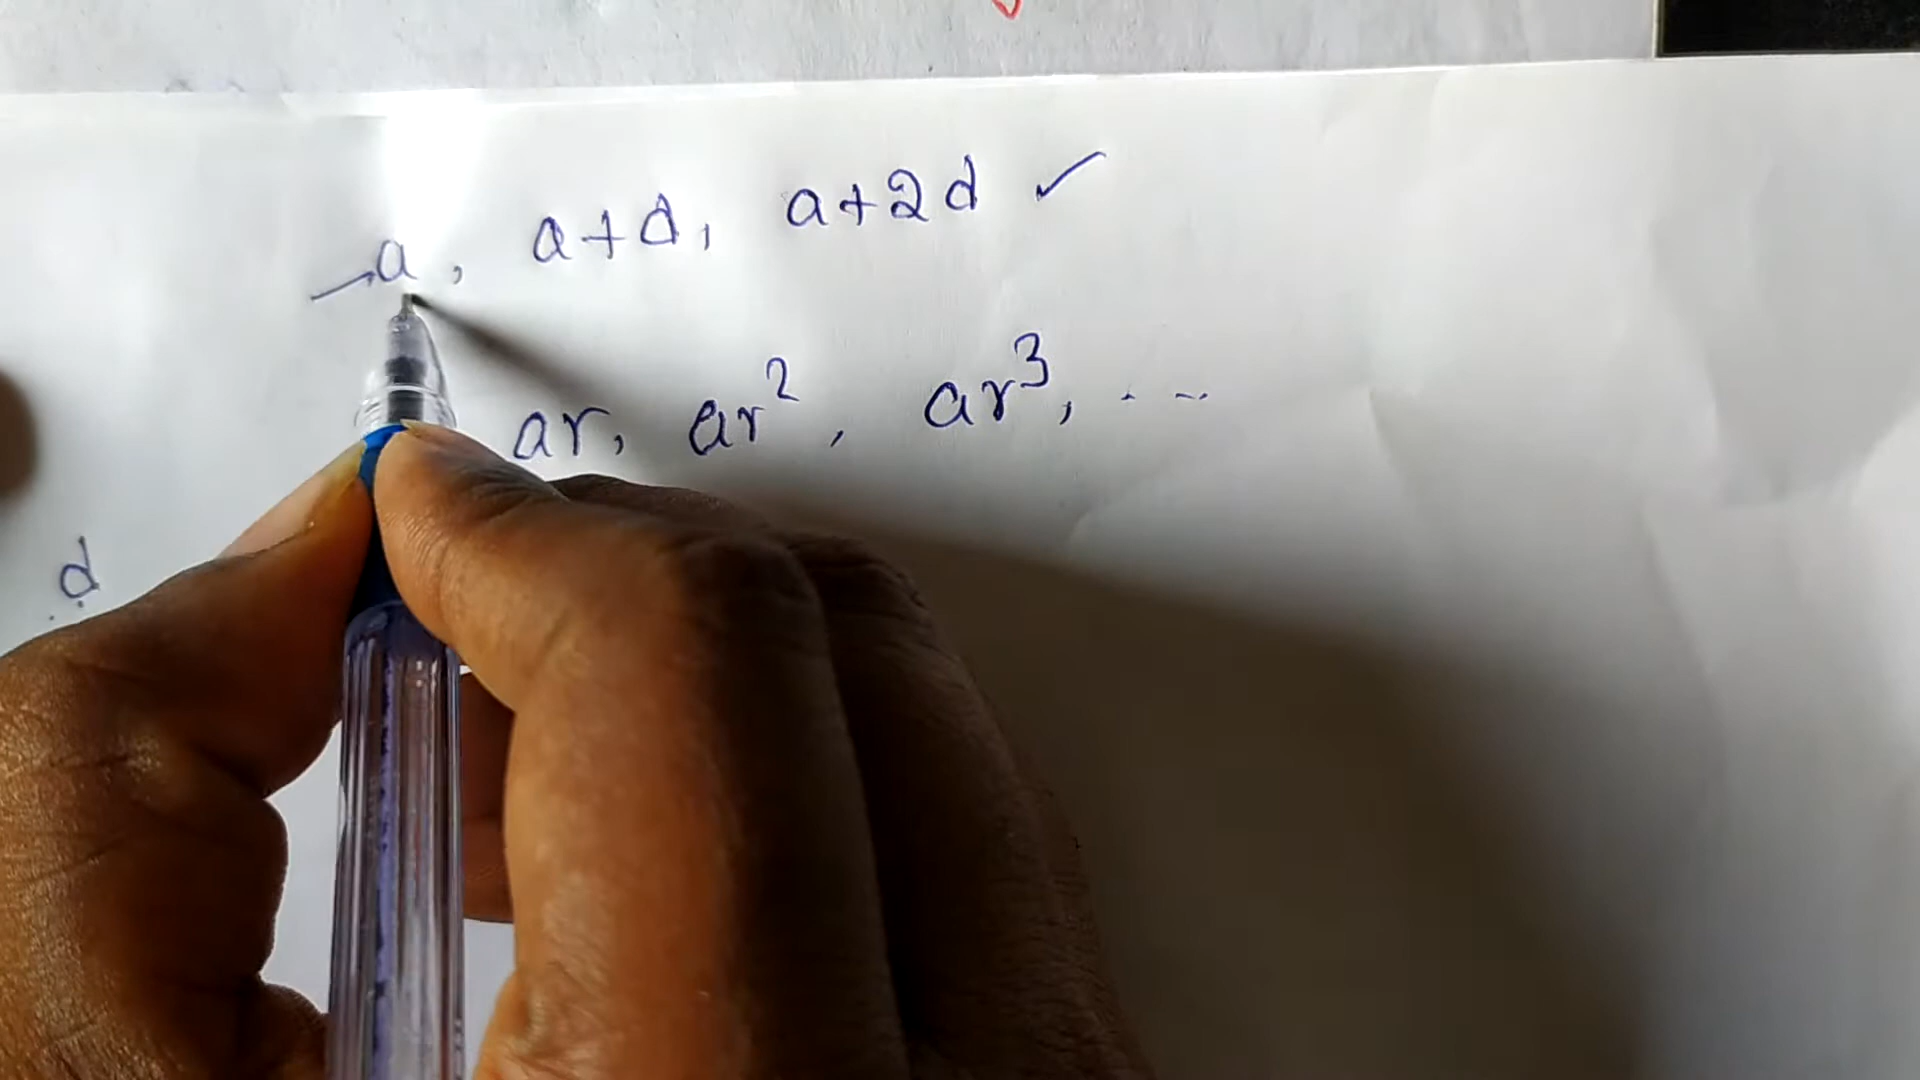 a, a+d, a+2d ✓
ar, ar², ar³, ...
d